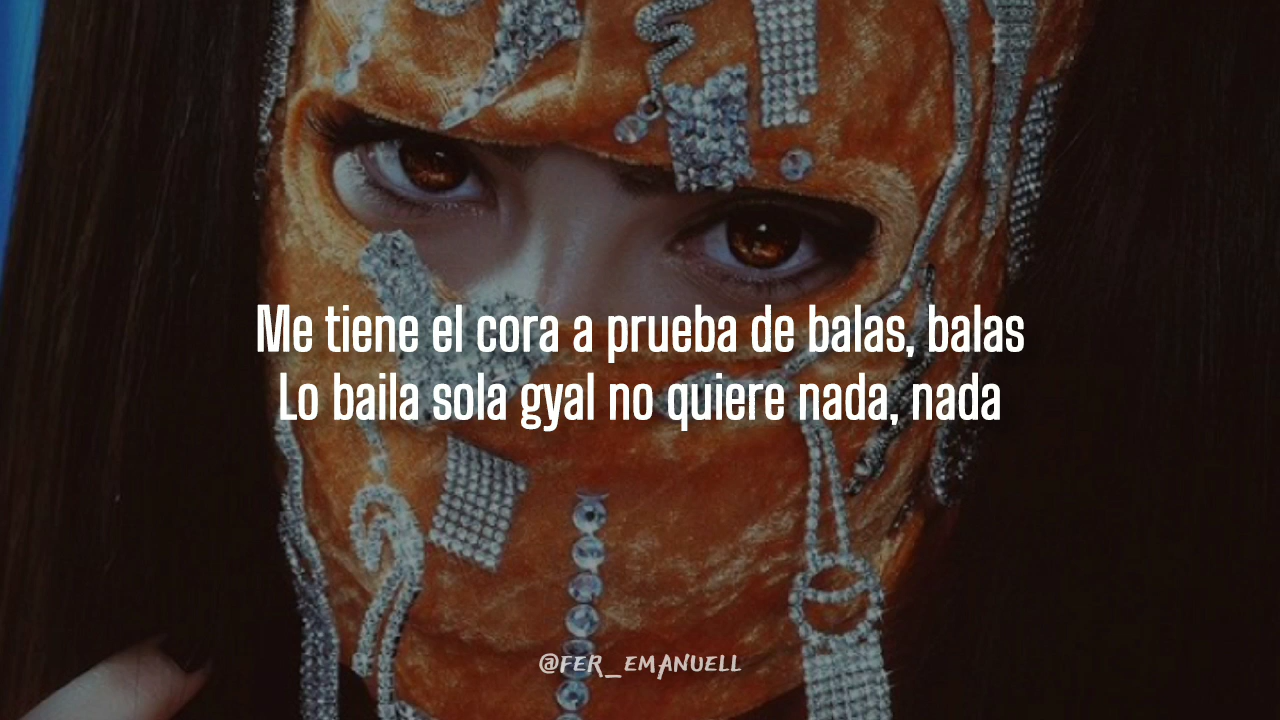 Me tiene el cora a prueba de balas, balas
Lo baila sola gyal no quiere nada, nada
@FER_EMANUELL